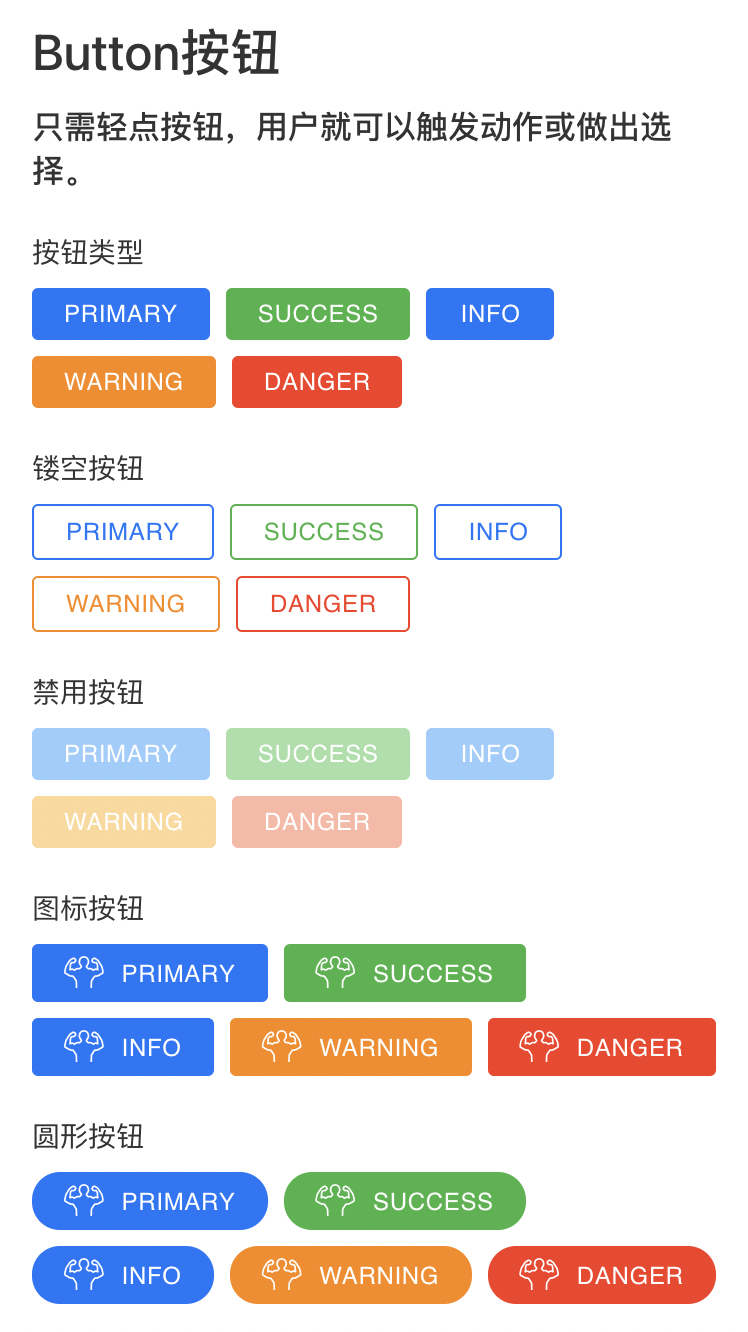 Button按钮
只需轻点按钮，用户就可以触发动作或做出选
择。
按钮类型
PRIMARY SUCCESS INFO
WARNING DANGER
镂空按钮
PRIMARY SUCCESS INFO
WARNING DANGER
禁用按钮
PRIMARY SUCCESS INFO
WARNING DANGER
图标按钮
PRIMARY SUCCESS
INFO WARNING DANGER
圆形按钮
PRIMARY SUCCESS
INFO WARNING DANGER